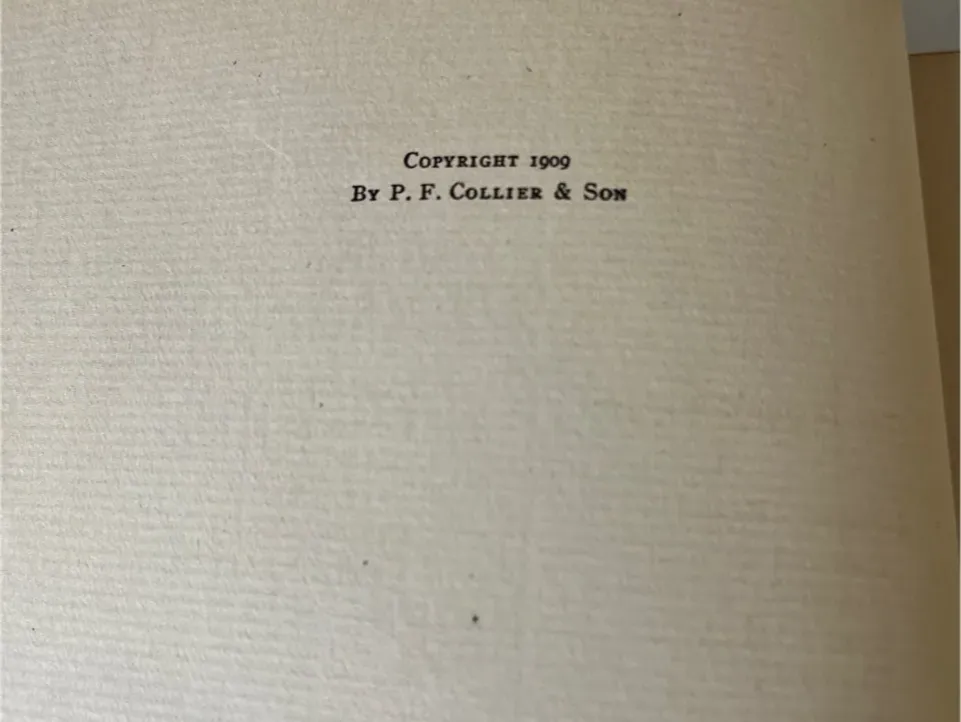 COPYRIGHT 1909
BY P. F. COLLIER & SON